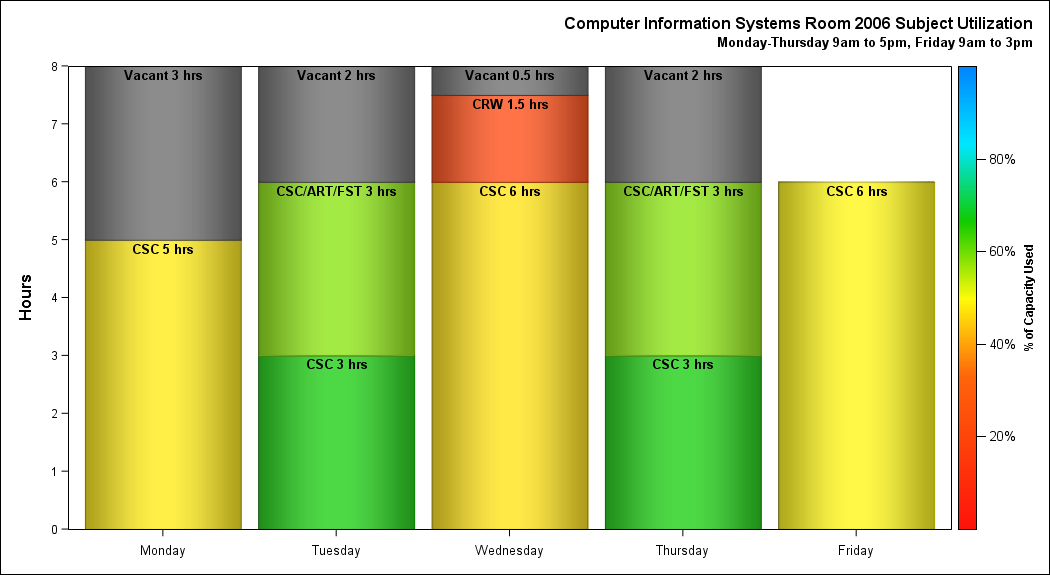 Computer Information Systems Room 2006 Subject Utilization
Monday-Thursday 9am to 5pm, Friday 9am to 3pm
Hours
8
7
6
5
4
3
2
1
0
Vacant 3 hrs
CSC 5 hrs
Vacant 2 hrs
CSC/ART/FST 3 hrs
CSC 3 hrs
Vacant 0.5 hrs
CRW 1.5 hrs
CSC 6 hrs
Vacant 2 hrs
CSC/ART/FST 3 hrs
CSC 3 hrs
CSC 6 hrs
Monday
Tuesday
Wednesday
Thursday
Friday
80%
60%
40%
20%
% of Capacity Used